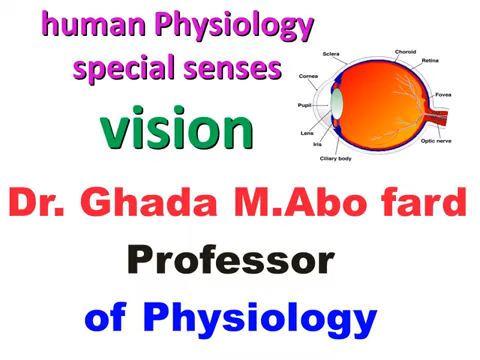 human Physiology
special senses
vision
Sclera
Choroid
Retina
Cornea
Fovea
Pupil
Optic nerve
Lens
Iris
Ciliary body
Dr. Ghada M.Abo fard
Professor
of Physiology